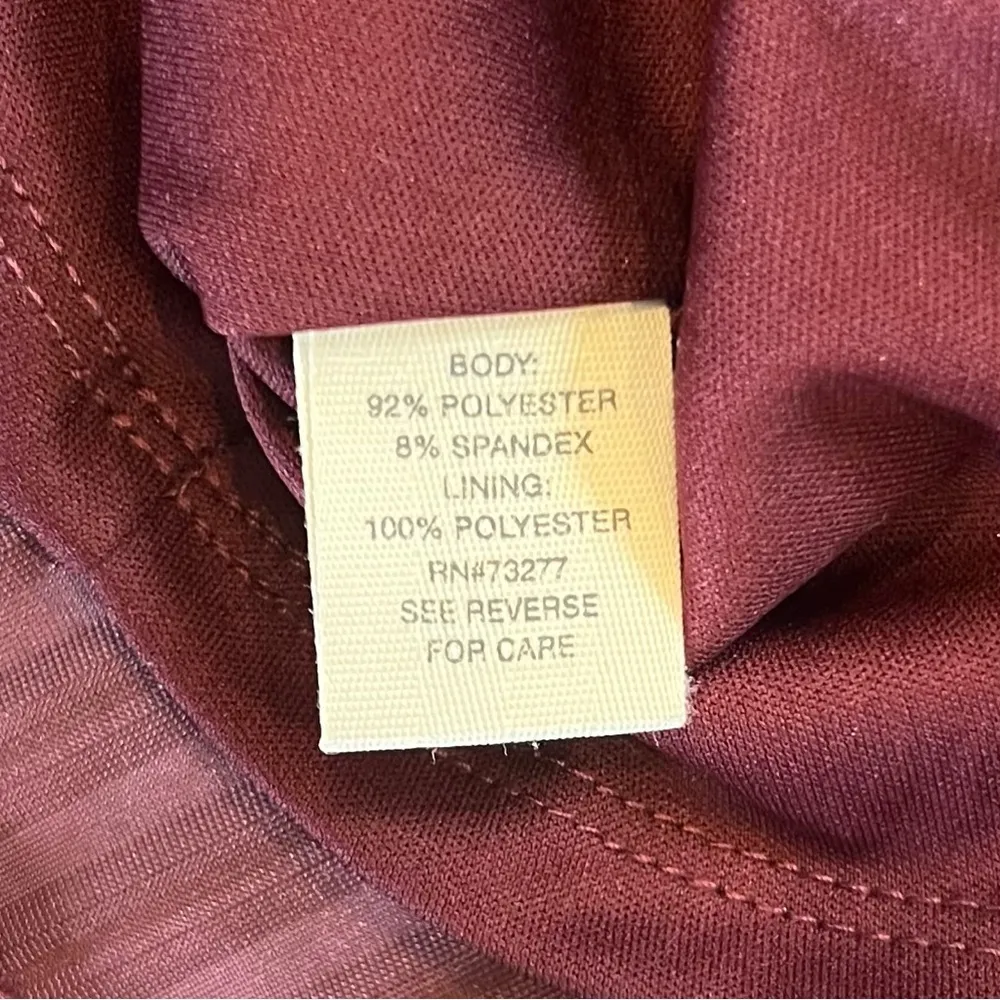 BODY:
92% POLYESTER
8% SPANDEX
LINING:
100% POLYESTER
RN#73277
SEE REVERSE
FOR CARE